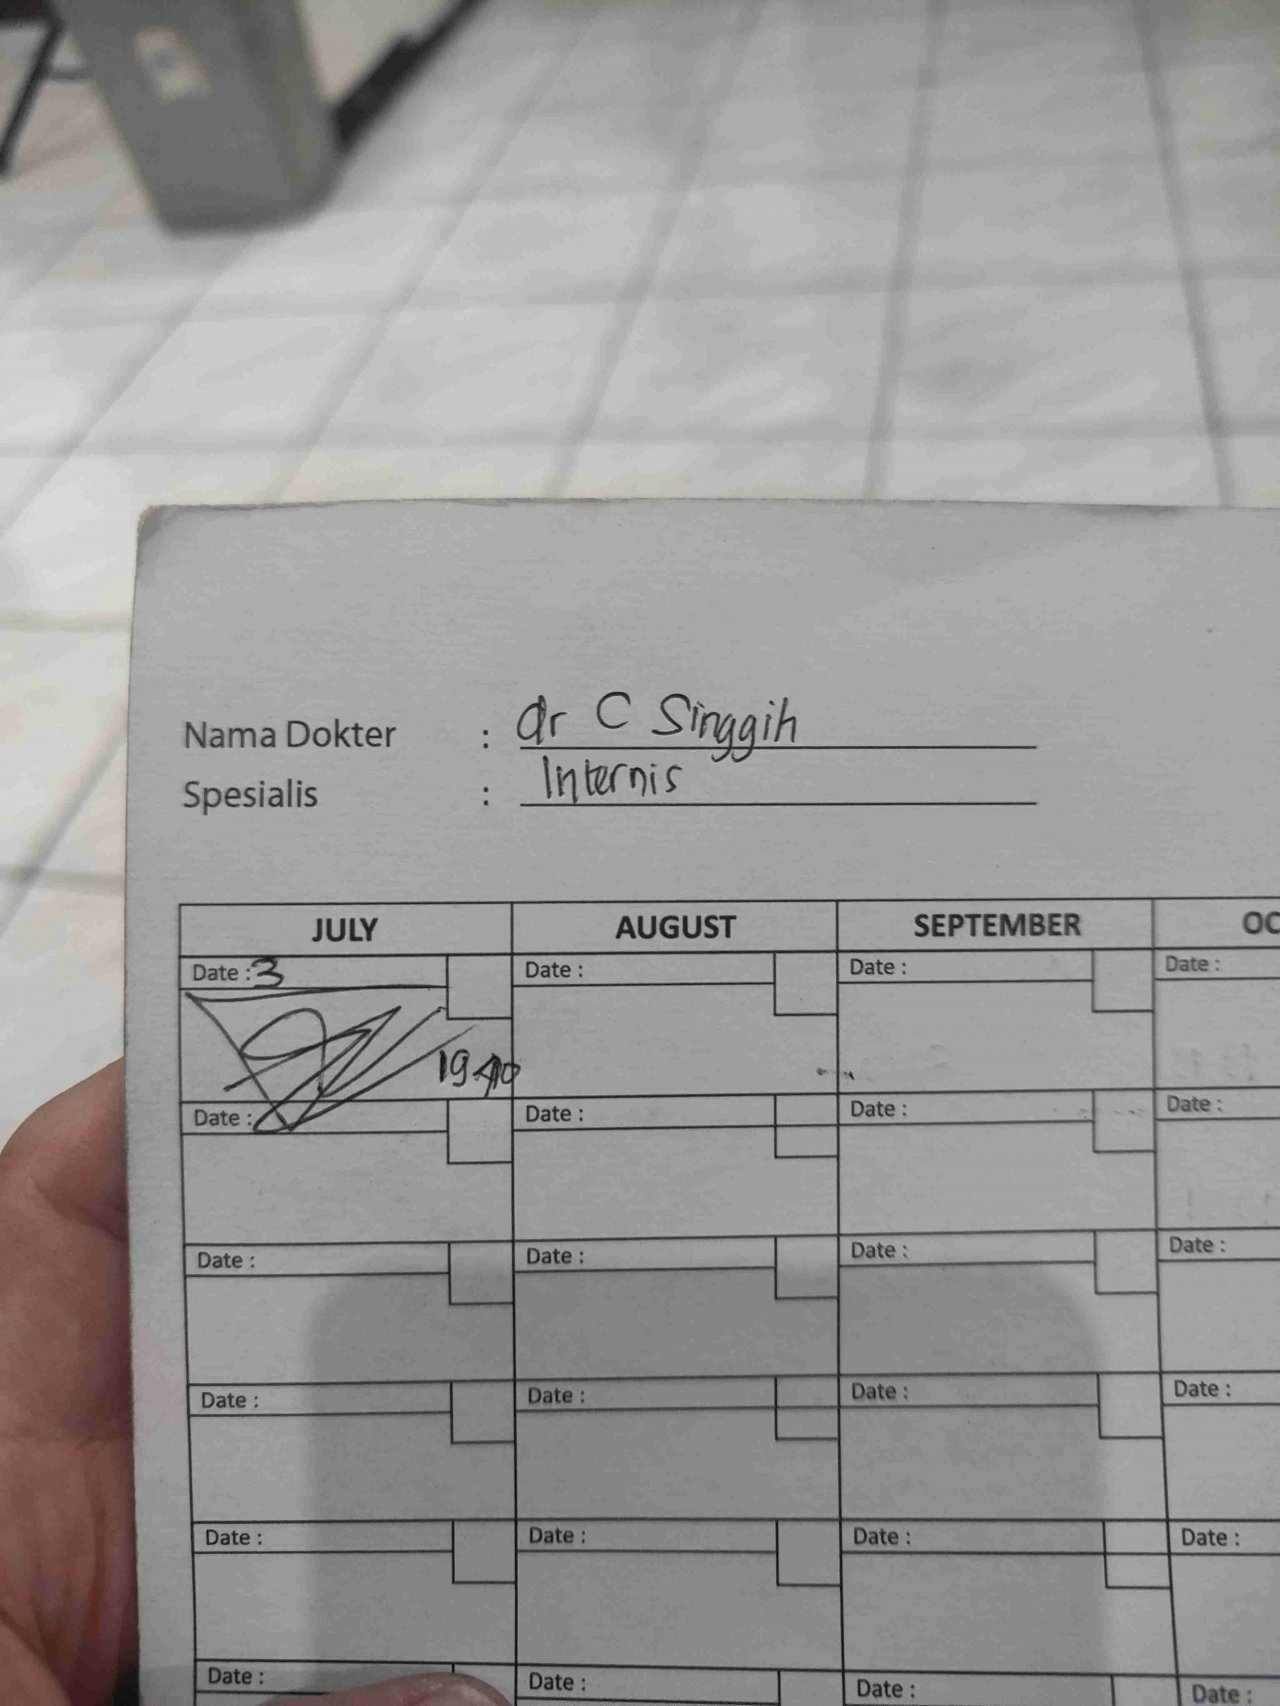 Nama Dokter : dr C Singgih
Spesialis : Internis
JULY AUGUST SEPTEMBER OC
Date : 3 Date : Date : Date :
19.40
Date : Date : Date : Date :
Date : Date : Date : Date :
Date : Date : Date : Date :
Date : Date : Date : Date :
Date : Date : Date : Date :